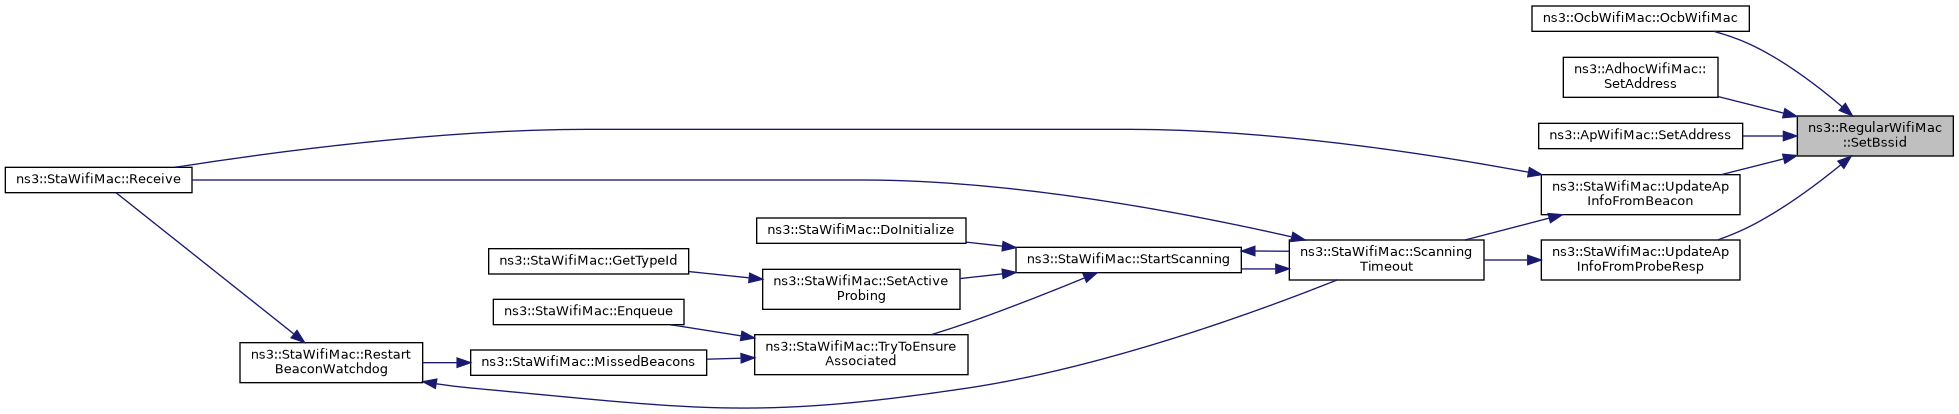 ns3::OcbWifiMac::OcbWifiMac
ns3::AdhocWifiMac::
SetAddress
ns3::RegularWifiMac
::SetBssid
ns3::ApWifiMac::SetAddress
ns3::StaWifiMac::Receive
ns3::StaWifiMac::UpdateAp
InfoFromBeacon
ns3::StaWifiMac::DoInitialize
ns3::StaWifiMac::GetTypeId
ns3::StaWifiMac::StartScanning
ns3::StaWifiMac::Scanning
Timeout
ns3::StaWifiMac::UpdateAp
InfoFromProbeResp
ns3::StaWifiMac::SetActive
Probing
ns3::StaWifiMac::Enqueue
ns3::StaWifiMac::TryToEnsure
Associated
ns3::StaWifiMac::Restart
BeaconWatchdog
ns3::StaWifiMac::MissedBeacons